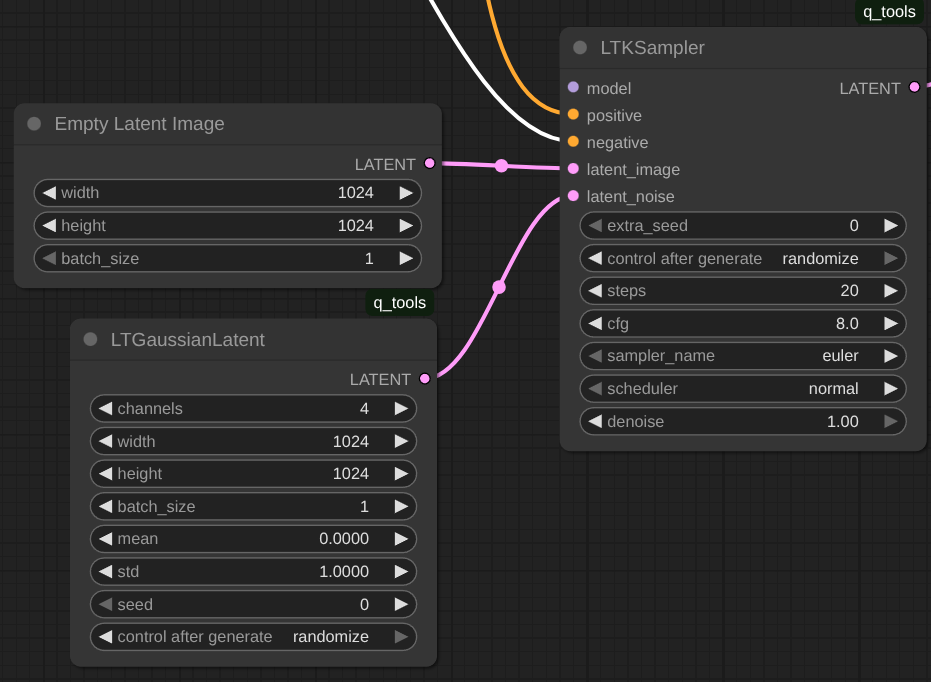 q_tools
LTKSampler
model
LATENT
positive
negative
latent_image
latent_noise
extra_seed 0
control after generate randomize
steps 20
cfg 8.0
sampler_name euler
scheduler normal
denoise 1.00
Empty Latent Image
LATENT
width 1024
height 1024
batch_size 1
q_tools
LTGaussianLatent
LATENT
channels 4
width 1024
height 1024
batch_size 1
mean 0.0000
std 1.0000
seed 0
control after generate randomize